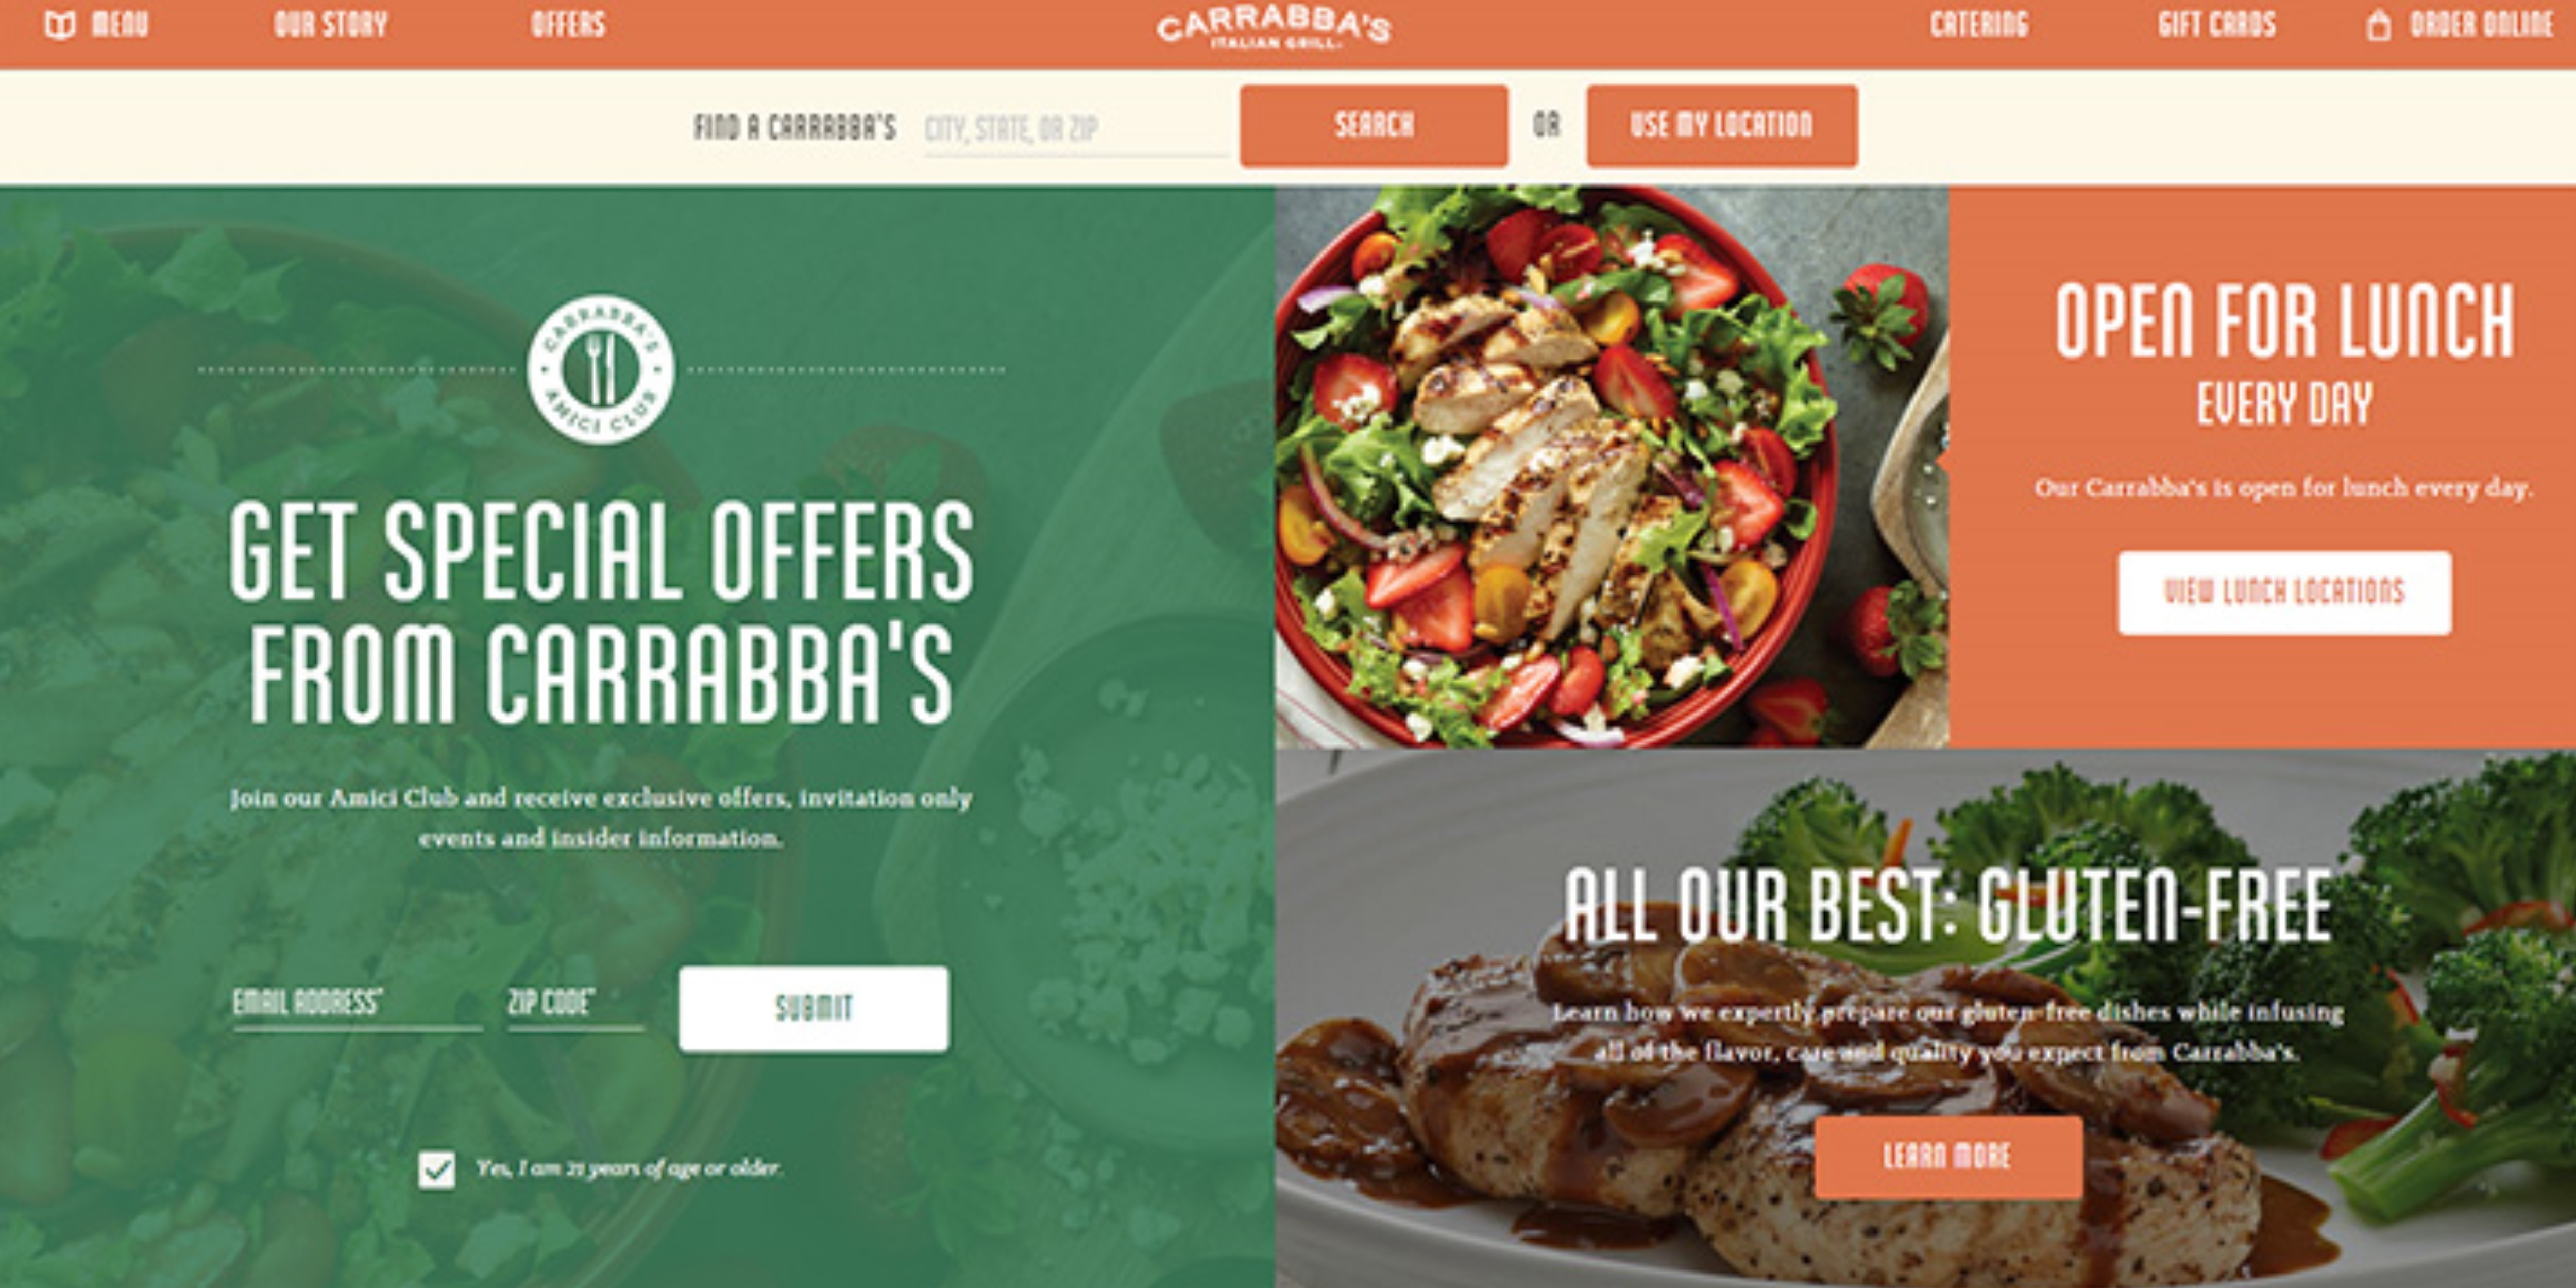 MENU
OUR STORY
OFFERS
CARRABBA'S
ITALIAN GRILL.
CATERING
GIFT CARDS
ORDER ONLINE
FIND A CARRABBA'S
CITY, STATE, OR ZIP
SEARCH
OR
USE MY LOCATION
CARRABBA'S
AMICI CLUB
GET SPECIAL OFFERS
FROM CARRABBA'S
Join our Amici Club and receive exclusive offers, invitation only
events and insider information.
EMAIL ADDRESS*
ZIP CODE*
SUBMIT
Yes, I am 21 years of age or older.
OPEN FOR LUNCH
EVERY DAY
Our Carrabba's is open for lunch every day.
VIEW LUNCH LOCATIONS
ALL OUR BEST: GLUTEN-FREE
Learn how we expertly prepare our gluten-free dishes while infusing
all of the flavor, care and quality you expect from Carrabba's.
LEARN MORE